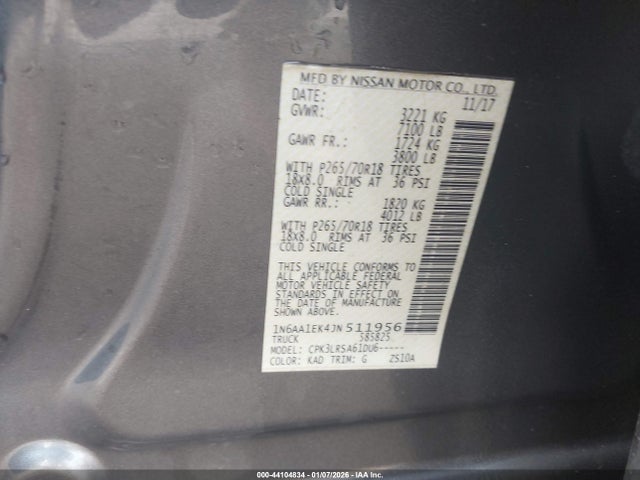 MFD BY NISSAN MOTOR CO., LTD.
DATE: 11/17
GVWR: 3221 KG
7100 LB
GAWR FR.: 1724 KG
3800 LB
WITH P265/70R18 TIRES
18X8.0 RIMS AT 36 PSI
COLD SINGLE
GAWR RR.: 1820 KG
4012 LB
WITH P265/70R18 TIRES
18X8.0 RIMS AT 36 PSI
COLD SINGLE
THIS VEHICLE CONFORMS TO
ALL APPLICABLE FEDERAL
MOTOR VEHICLE SAFETY
STANDARDS IN EFFECT ON
THE DATE OF MANUFACTURE
SHOWN ABOVE.
1N6AA1EK4JN511956
TRUCK 585825
MODEL: CPK3LRSA61DU6-----
COLOR: KAD TRIM: G 2S10A
000-44104834 - 01/07/2026 - IAA, Inc.